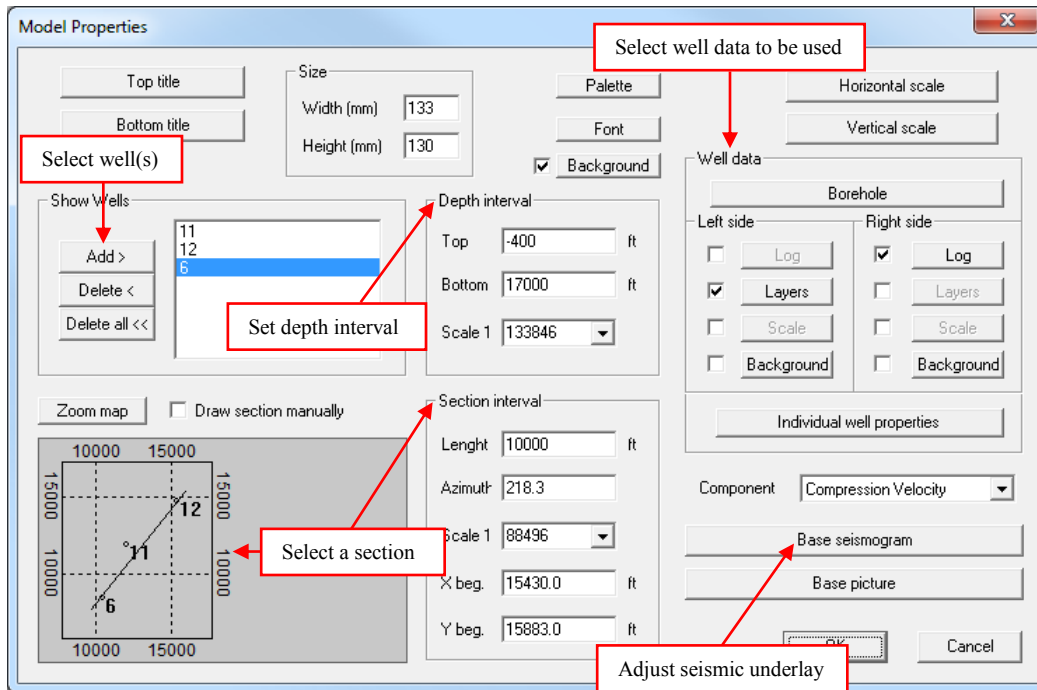 Model Properties
Select well data to be used
Top title
Bottom title
Size
Width (mm) 133
Height (mm) 130
Palette
Font
Background
Horizontal scale
Vertical scale
Select well(s)
Show Wells
Add >
Delete <
Delete all <<
11
12
6
Set depth interval
Depth interval
Top -400 ft
Bottom 17000 ft
Scale 1 133846
Well data
Borehole
Left side
Log
Layers
Scale
Background
Right side
Log
Layers
Scale
Background
Individual well properties
Zoom map
Draw section manually
10000 15000
15000
10000
12
11
6
15000
10000
10000 15000
Select a section
Section interval
Lenght 10000 ft
Azimuth 218.3
Scale 1 88496
X beg. 15430.0 ft
Y beg. 15883.0 ft
Component Compression Velocity
Base seismogram
Base picture
Adjust seismic underlay
OK
Cancel